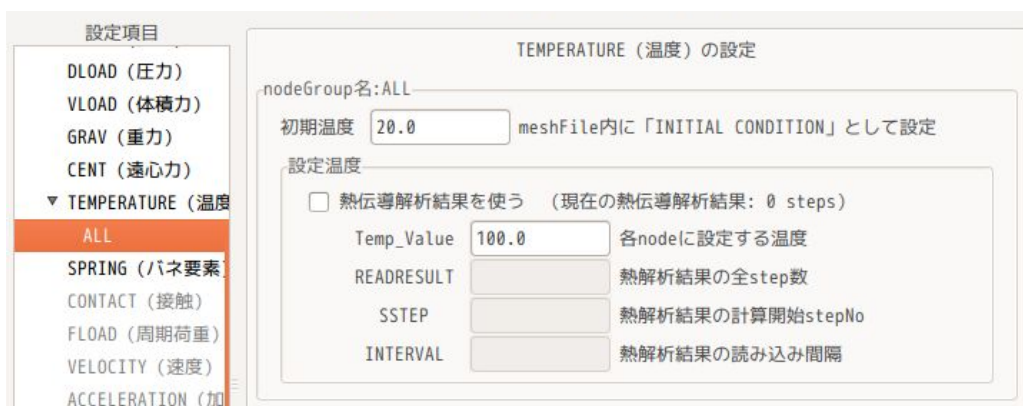 設定項目
DLOAD (圧力)
VLOAD (体積力)
GRAV (重力)
CENT (遠心力)
▼ TEMPERATURE (温度
ALL
SPRING (バネ要素)
CONTACT (接触)
FLOAD (周期荷重)
VELOCITY (速度)
ACCELERATION (加
TEMPERATURE (温度) の設定
nodeGroup名:ALL
初期温度 20.0 meshFile内に「INITIAL CONDITION」として設定
設定温度
熱伝導解析結果を使う (現在の熱伝導解析結果: 0 steps)
Temp_Value 100.0 各nodeに設定する温度
READRESULT 熱解析結果の全step数
SSTEP 熱解析結果の計算開始stepNo
INTERVAL 熱解析結果の読み込み間隔